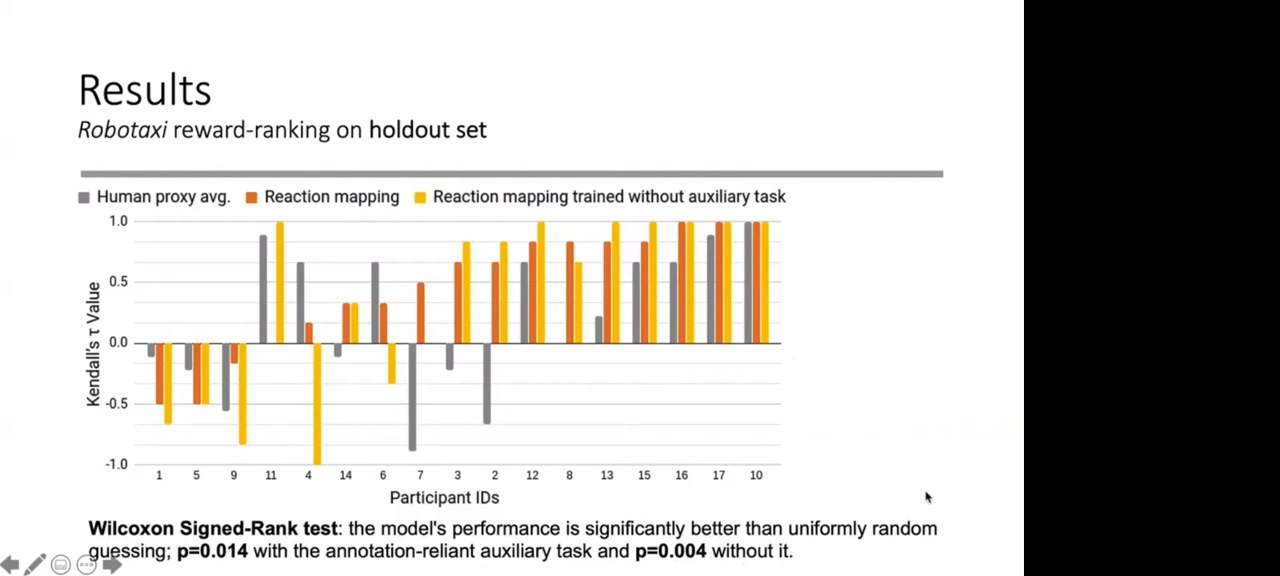 Results
Robotaxi reward-ranking on holdout set
Human proxy avg. Reaction mapping Reaction mapping trained without auxiliary task
1.0
0.5
0.0
-0.5
-1.0
Kendall's τ Value
1 5 9 11 4 14 6 7 3 2 12 8 13 15 16 17 10
Participant IDs
Wilcoxon Signed-Rank test: the model's performance is significantly better than uniformly random
guessing; p=0.014 with the annotation-reliant auxiliary task and p=0.004 without it.